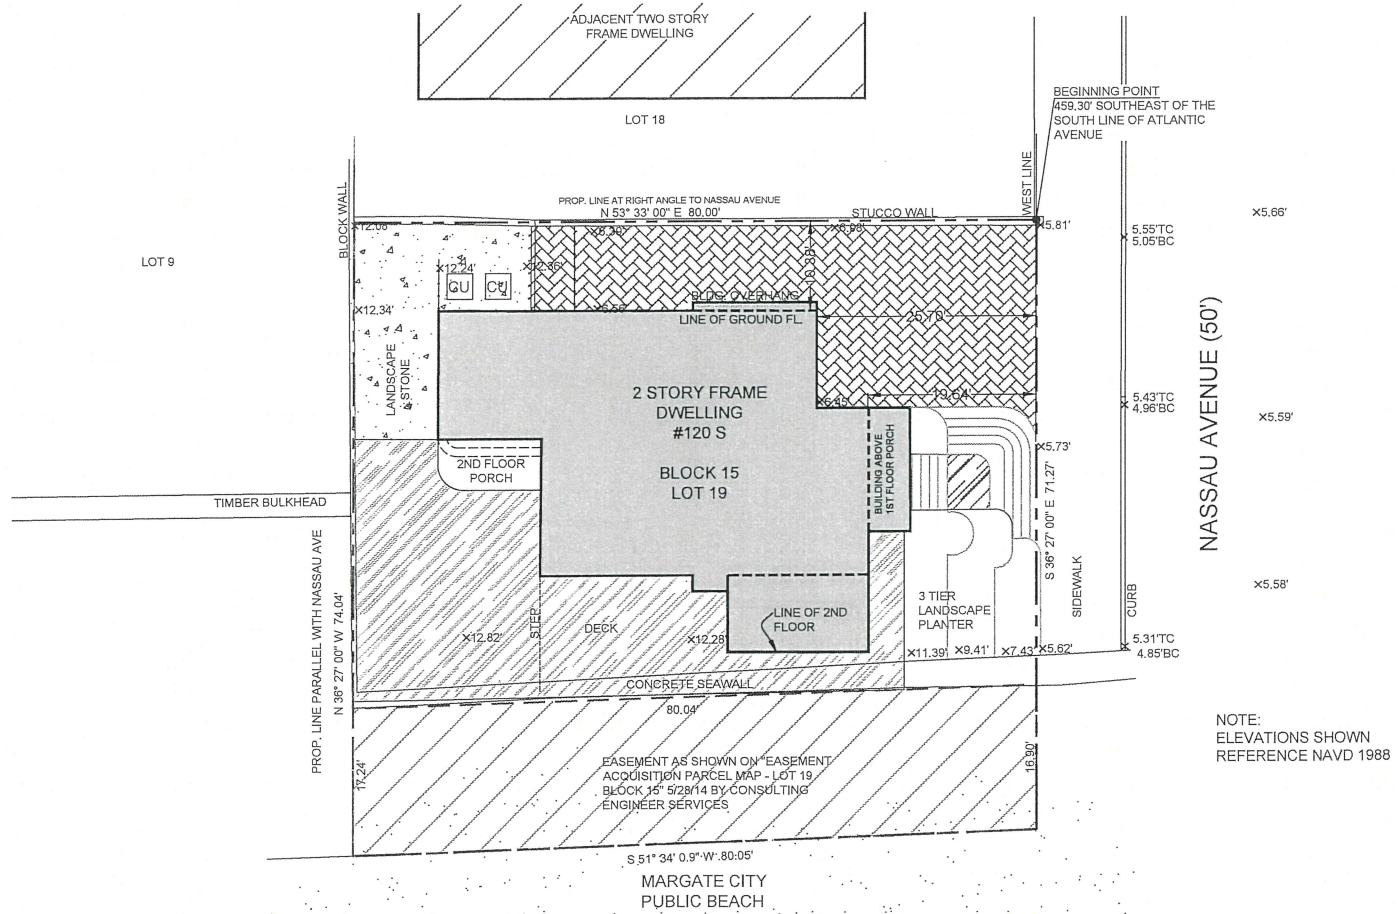 ADJACENT TWO STORY
FRAME DWELLING
LOT 18
BEGINNING POINT
459.30' SOUTHEAST OF THE
SOUTH LINE OF ATLANTIC
AVENUE
WEST LINE
BLOCK WALL
PROP. LINE AT RIGHT ANGLE TO NASSAU AVENUE
N 53° 33' 00" E 80.00'
STUCCO WALL
5.81'
5.66'
5.55'TC
5.05'BC
LOT 9
12.08'
12.24'
12.36'
6.98'
CU
CU
12.34'
6.56'
BLDG. OVERHANG
LINE OF GROUND FL.
25.70'
LANDSCAPE
STONE
2 STORY FRAME
DWELLING
#120 S
BLOCK 15
LOT 19
19.64'
6.45'
5.43'TC
4.96'BC
5.59'
NASSAU AVENUE (50')
5.73'
2ND FLOOR
PORCH
BUILDING ABOVE
1ST FLOOR PORCH
S 36° 27' 00" E 71.27'
TIMBER BULKHEAD
PROP. LINE PARALLEL WITH NASSAU AVE
N 36° 27' 00" W 74.04'
SIDEWALK
CURB
5.58'
3 TIER
LANDSCAPE
PLANTER
LINE OF 2ND
FLOOR
STEP
DECK
12.82'
12.28'
11.39'
9.41'
7.43'
5.62'
5.31'TC
4.85'BC
CONCRETE SEAWALL
80.04'
NOTE:
ELEVATIONS SHOWN
REFERENCE NAVD 1988
17.24'
16.90'
EASEMENT AS SHOWN ON "EASEMENT
ACQUISITION PARCEL MAP - LOT 19
BLOCK 15" 5/28/14 BY CONSULTING
ENGINEER SERVICES
S 51° 34' 0.9" W 80.05'
MARGATE CITY
PUBLIC BEACH